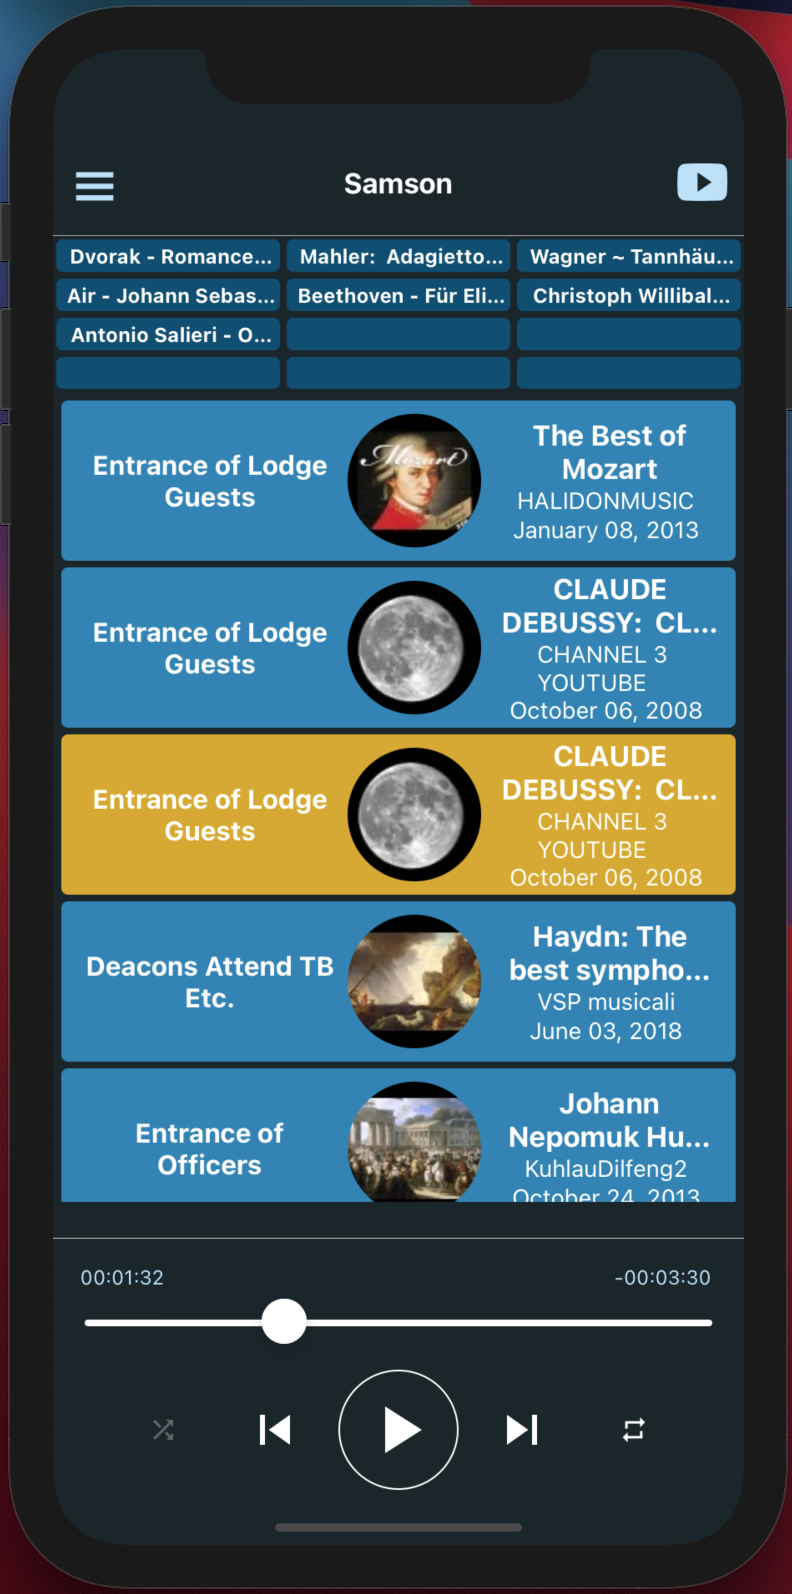 Samson
Dvorak - Romance...
Mahler: Adagietto...
Wagner ~ Tannhäu...
Air - Johann Sebas...
Beethoven - Für Eli...
Christoph Willibal...
Antonio Salieri - O...
Entrance of Lodge
Guests
Mozart
The Best of
Mozart
HALIDONMUSIC
January 08, 2013
Entrance of Lodge
Guests
CLAUDE
DEBUSSY: CL...
CHANNEL 3
YOUTUBE
October 06, 2008
Entrance of Lodge
Guests
CLAUDE
DEBUSSY: CL...
CHANNEL 3
YOUTUBE
October 06, 2008
Deacons Attend TB
Etc.
Haydn: The
best sympho...
VSP musicali
June 03, 2018
Entrance of
Officers
Johann
Nepomuk Hu...
KuhlauDilfeng2
October 24, 2013
00:01:32
-00:03:30